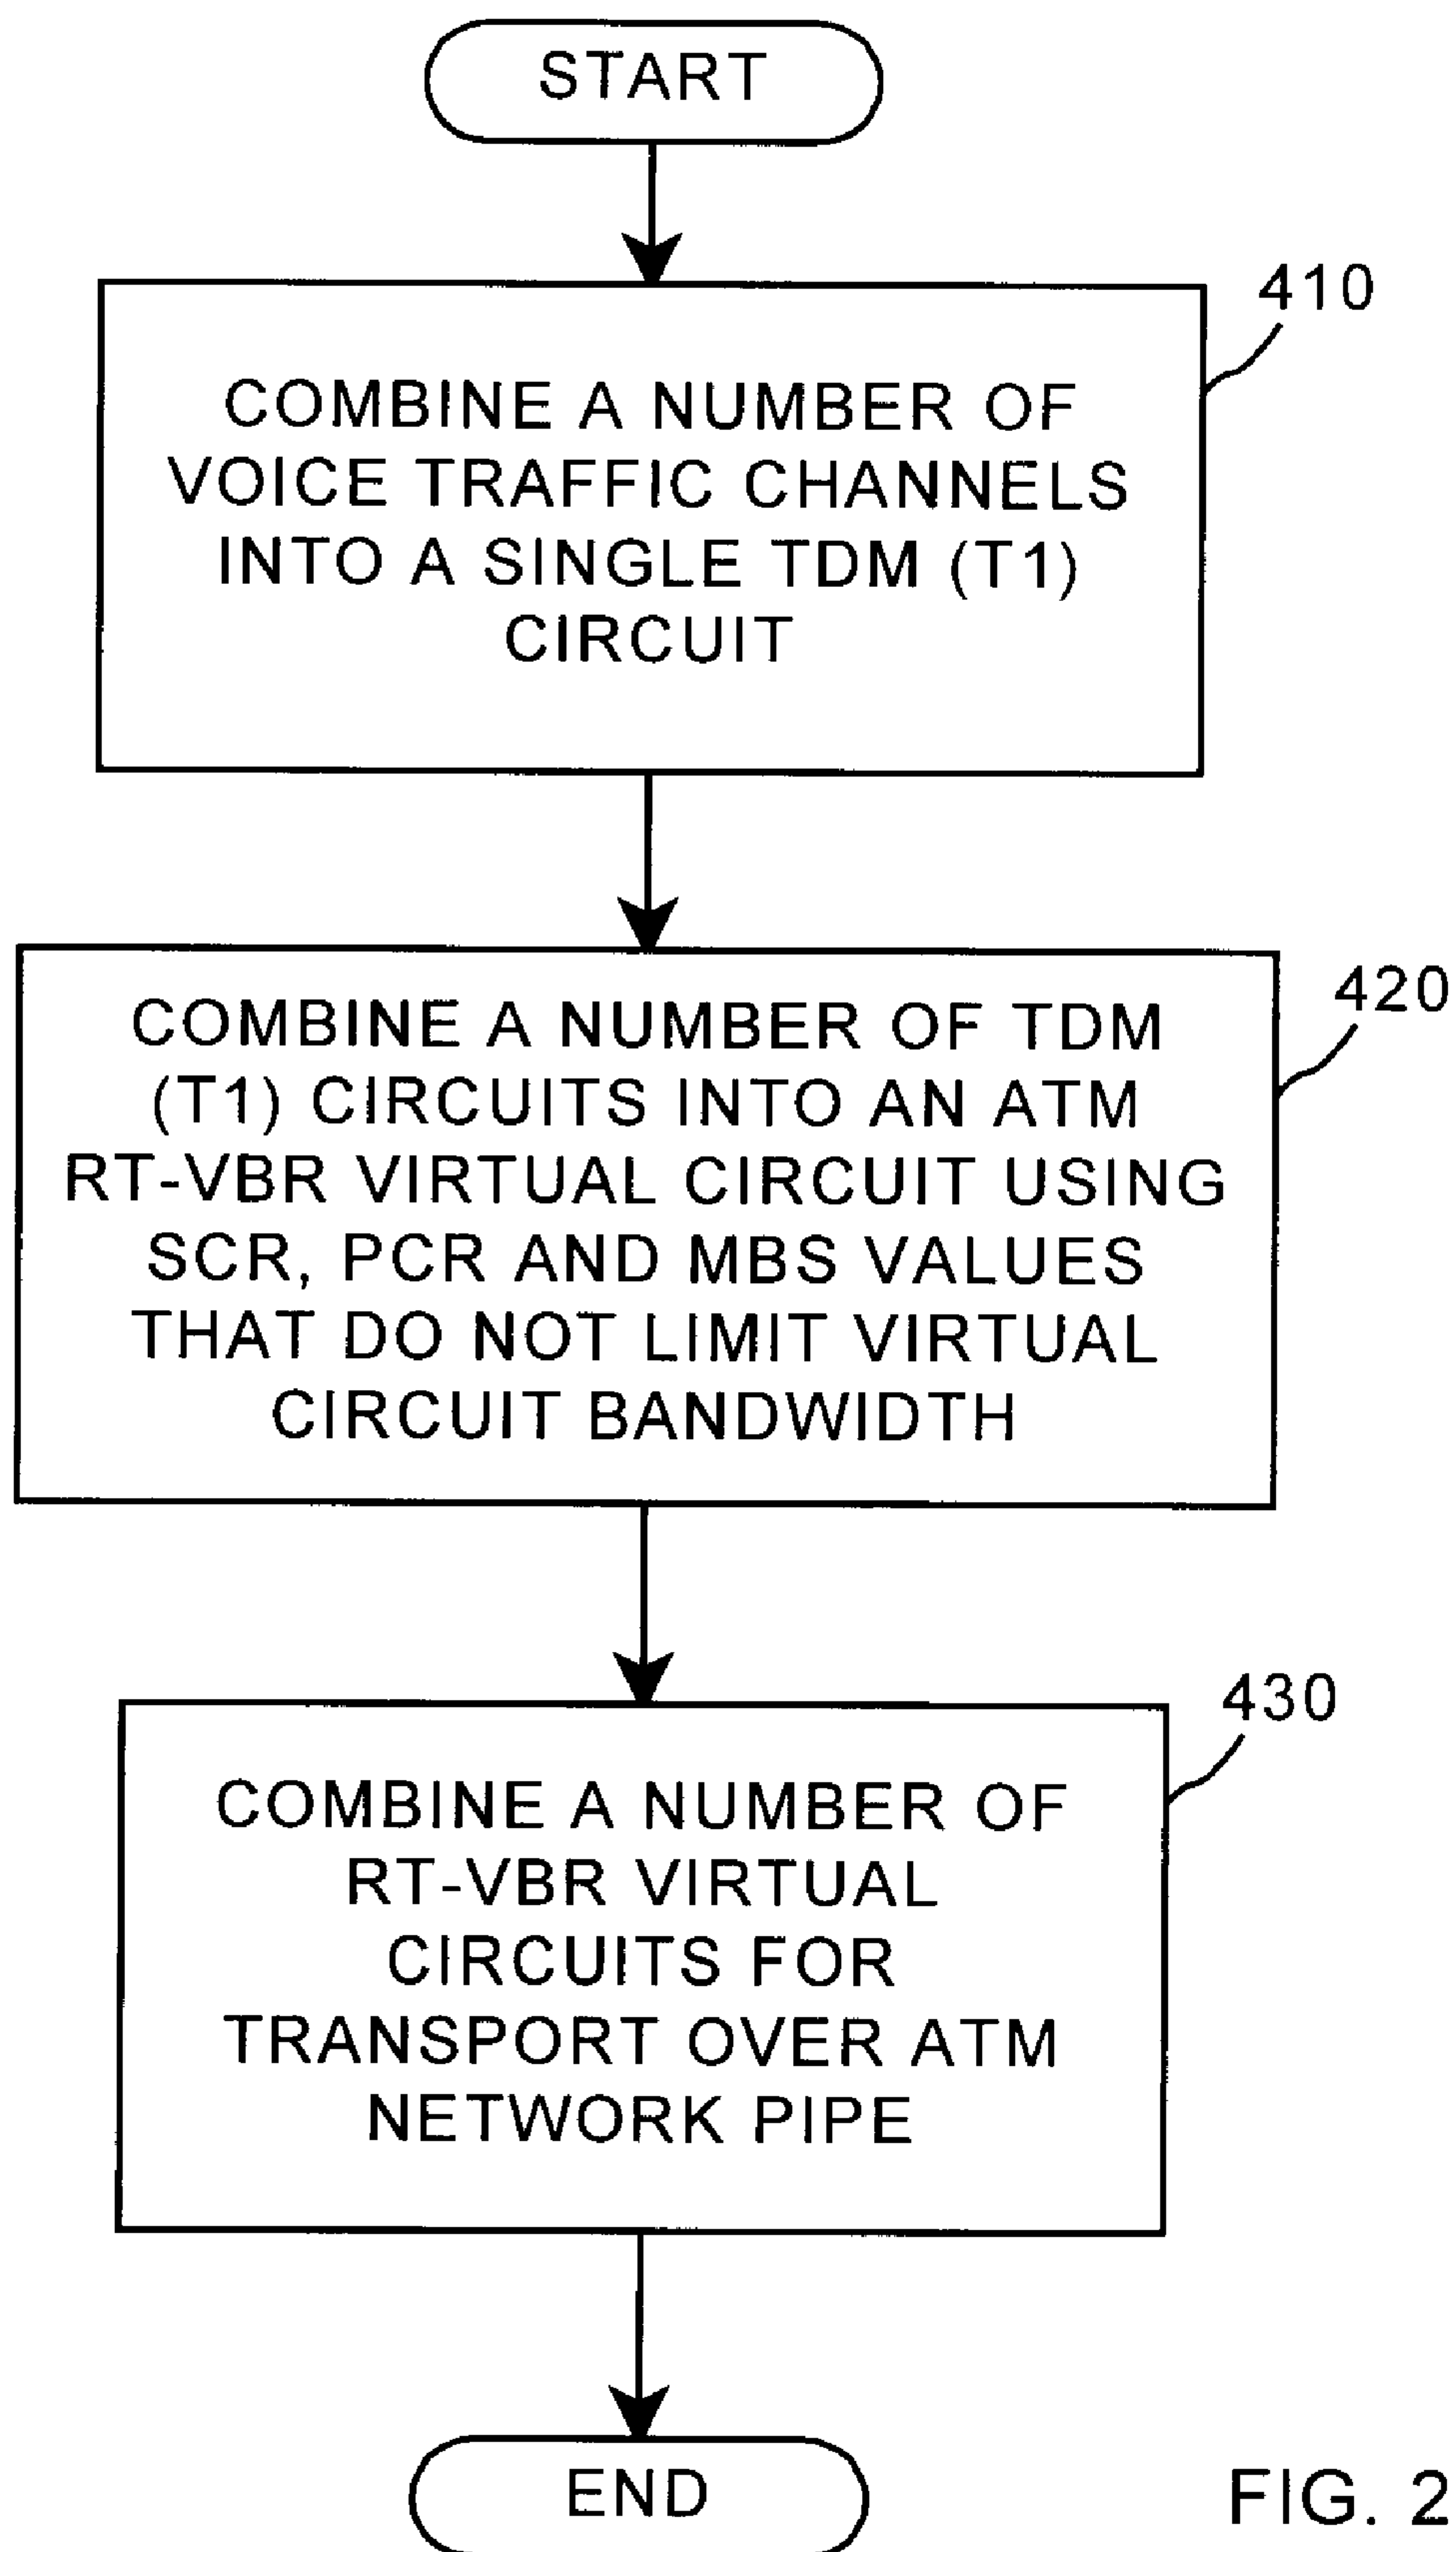 START
410
COMBINE A NUMBER OF
VOICE TRAFFIC CHANNELS
INTO A SINGLE TDM (T1)
CIRCUIT
420
COMBINE A NUMBER OF TDM
(T1) CIRCUITS INTO AN ATM
RT-VBR VIRTUAL CIRCUIT USING
SCR, PCR AND MBS VALUES
THAT DO NOT LIMIT VIRTUAL
CIRCUIT BANDWIDTH
430
COMBINE A NUMBER OF
RT-VBR VIRTUAL
CIRCUITS FOR
TRANSPORT OVER ATM
NETWORK PIPE
END
FIG. 2